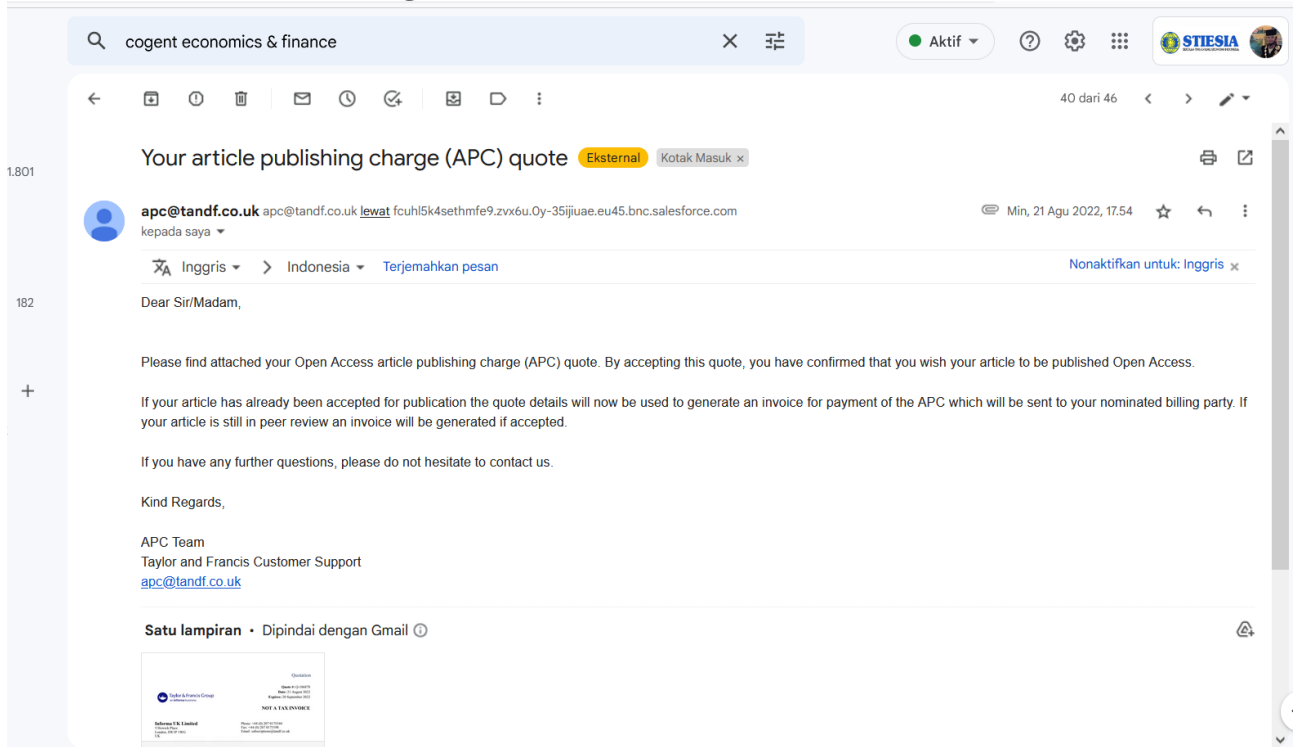 cogent economics & finance
Aktif
STIESIA
40 dari 46
1.801
Your article publishing charge (APC) quote Eksternal Kotak Masuk ×
apc@tandf.co.uk apc@tandf.co.uk lewat fcuhl5k4sethmfe9.zvx6u.0y-35ijiuae.eu45.bnc.salesforce.com
Min, 21 Agu 2022, 17.54
kepada saya
Inggris > Indonesia Terjemahkan pesan
Nonaktifkan untuk: Inggris ×
182
Dear Sir/Madam,
Please find attached your Open Access article publishing charge (APC) quote. By accepting this quote, you have confirmed that you wish your article to be published Open Access.
If your article has already been accepted for publication the quote details will now be used to generate an invoice for payment of the APC which will be sent to your nominated billing party. If
your article is still in peer review an invoice will be generated if accepted.
If you have any further questions, please do not hesitate to contact us.
Kind Regards,
APC Team
Taylor and Francis Customer Support
apc@tandf.co.uk
Satu lampiran • Dipindai dengan Gmail
Quotation
Taylor & Francis Group
NOT A TAX INVOICE
Informa UK Limited